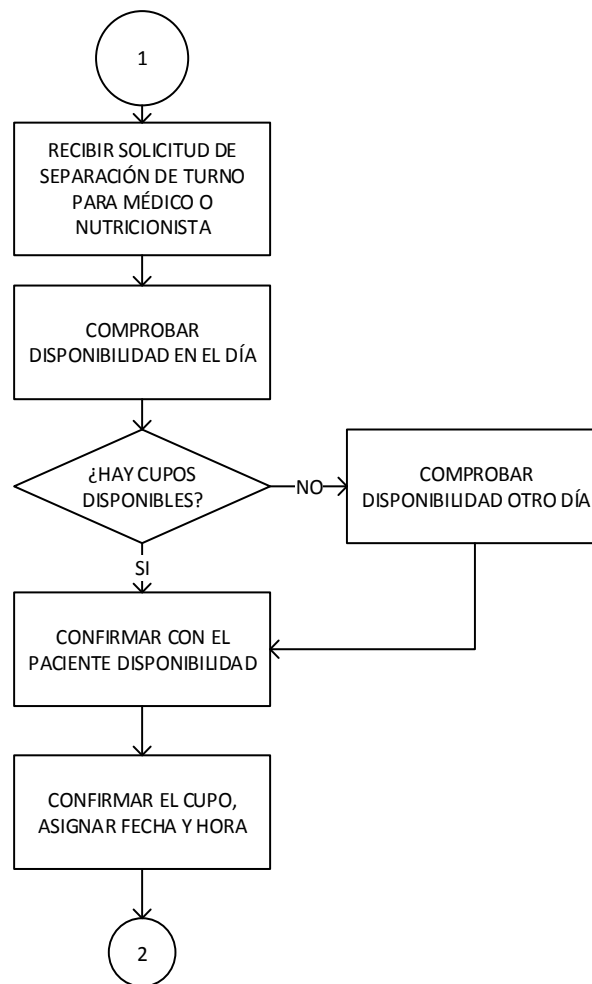 1
RECIBIR SOLICITUD DE
SEPARACIÓN DE TURNO
PARA MÉDICO O
NUTRICIONISTA
COMPROBAR
DISPONIBILIDAD EN EL DÍA
¿HAY CUPOS
DISPONIBLES?
NO
COMPROBAR
DISPONIBILIDAD OTRO DÍA
SI
CONFIRMAR CON EL
PACIENTE DISPONIBILIDAD
CONFIRMAR EL CUPO,
ASIGNAR FECHA Y HORA
2